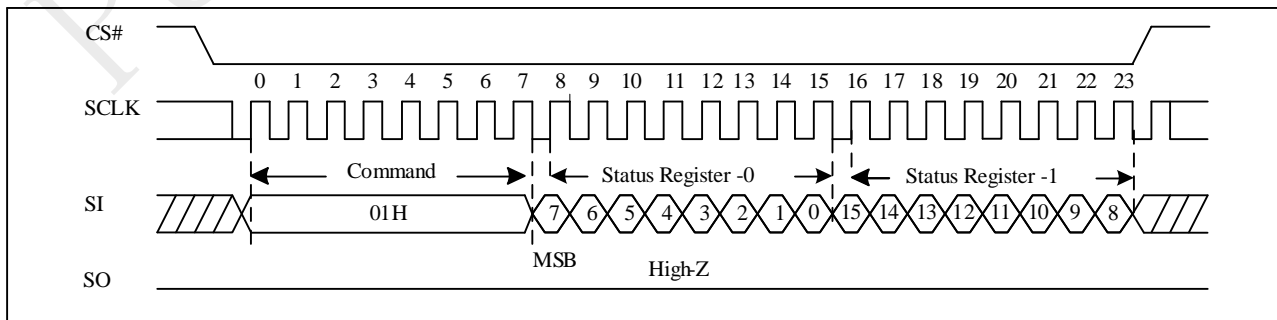 CS#
0 1 2 3 4 5 6 7 8 9 10 11 12 13 14 15 16 17 18 19 20 21 22 23
SCLK
Command Status Register -0 Status Register -1
SI 01H 7 6 5 4 3 2 1 0 15 14 13 12 11 10 9 8
MSB High-Z
SO